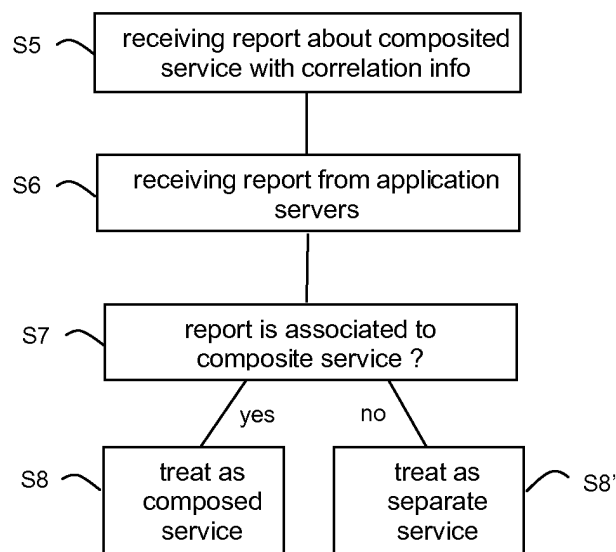 S5
receiving report about composited
service with correlation info
S6
receiving report from application
servers
S7
report is associated to
composite service ?
yes
no
S8
treat as
composed
service
treat as
separate
service
S8'